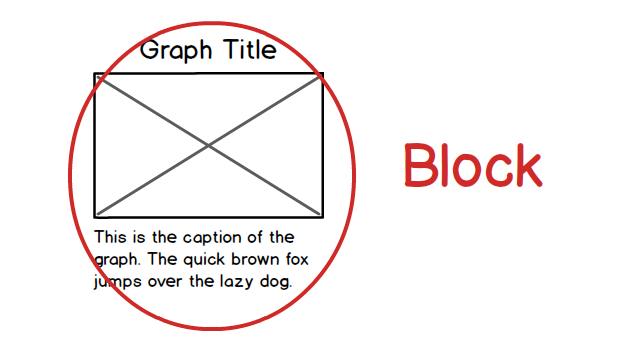 Graph Title
This is the caption of the
graph. The quick brown fox
jumps over the lazy dog.
Block